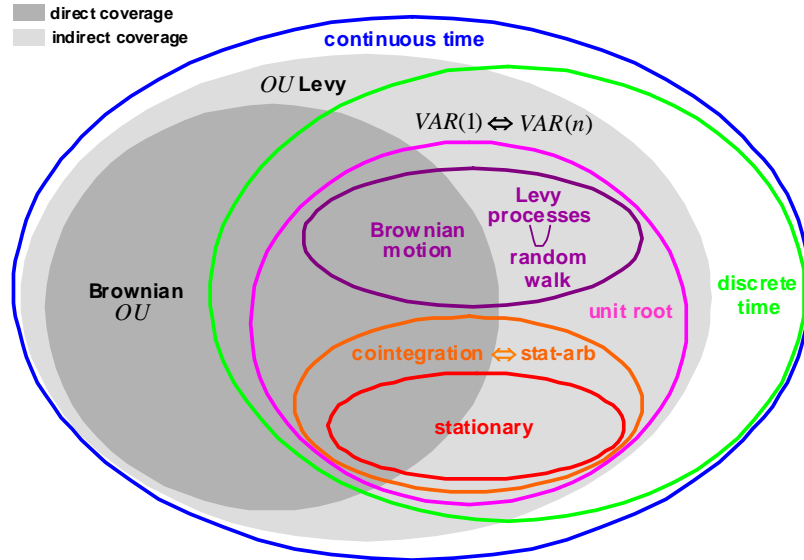 direct coverage
indirect coverage
continuous time
OU Levy
VAR(1) ⇔ VAR(n)
Levy
processes
Brownian
motion
random
walk
Brownian
OU
discrete
time
unit root
cointegration ⇔ stat-arb
stationary